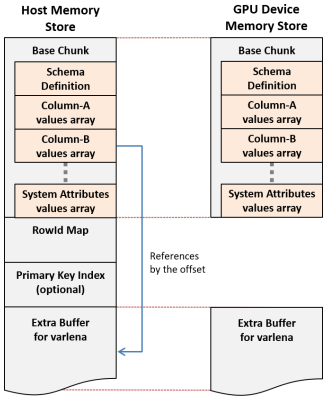 Host Memory
Store
Base Chunk
Schema
Definition
Column-A
values array
Column-B
values array
System Attributes
values array
RowId Map
Primary Key Index
(optional)
Extra Buffer
for varlena
References
by the offset
GPU Device
Memory Store
Base Chunk
Schema
Definition
Column-A
values array
Column-B
values array
System Attributes
values array
Extra Buffer
for varlena